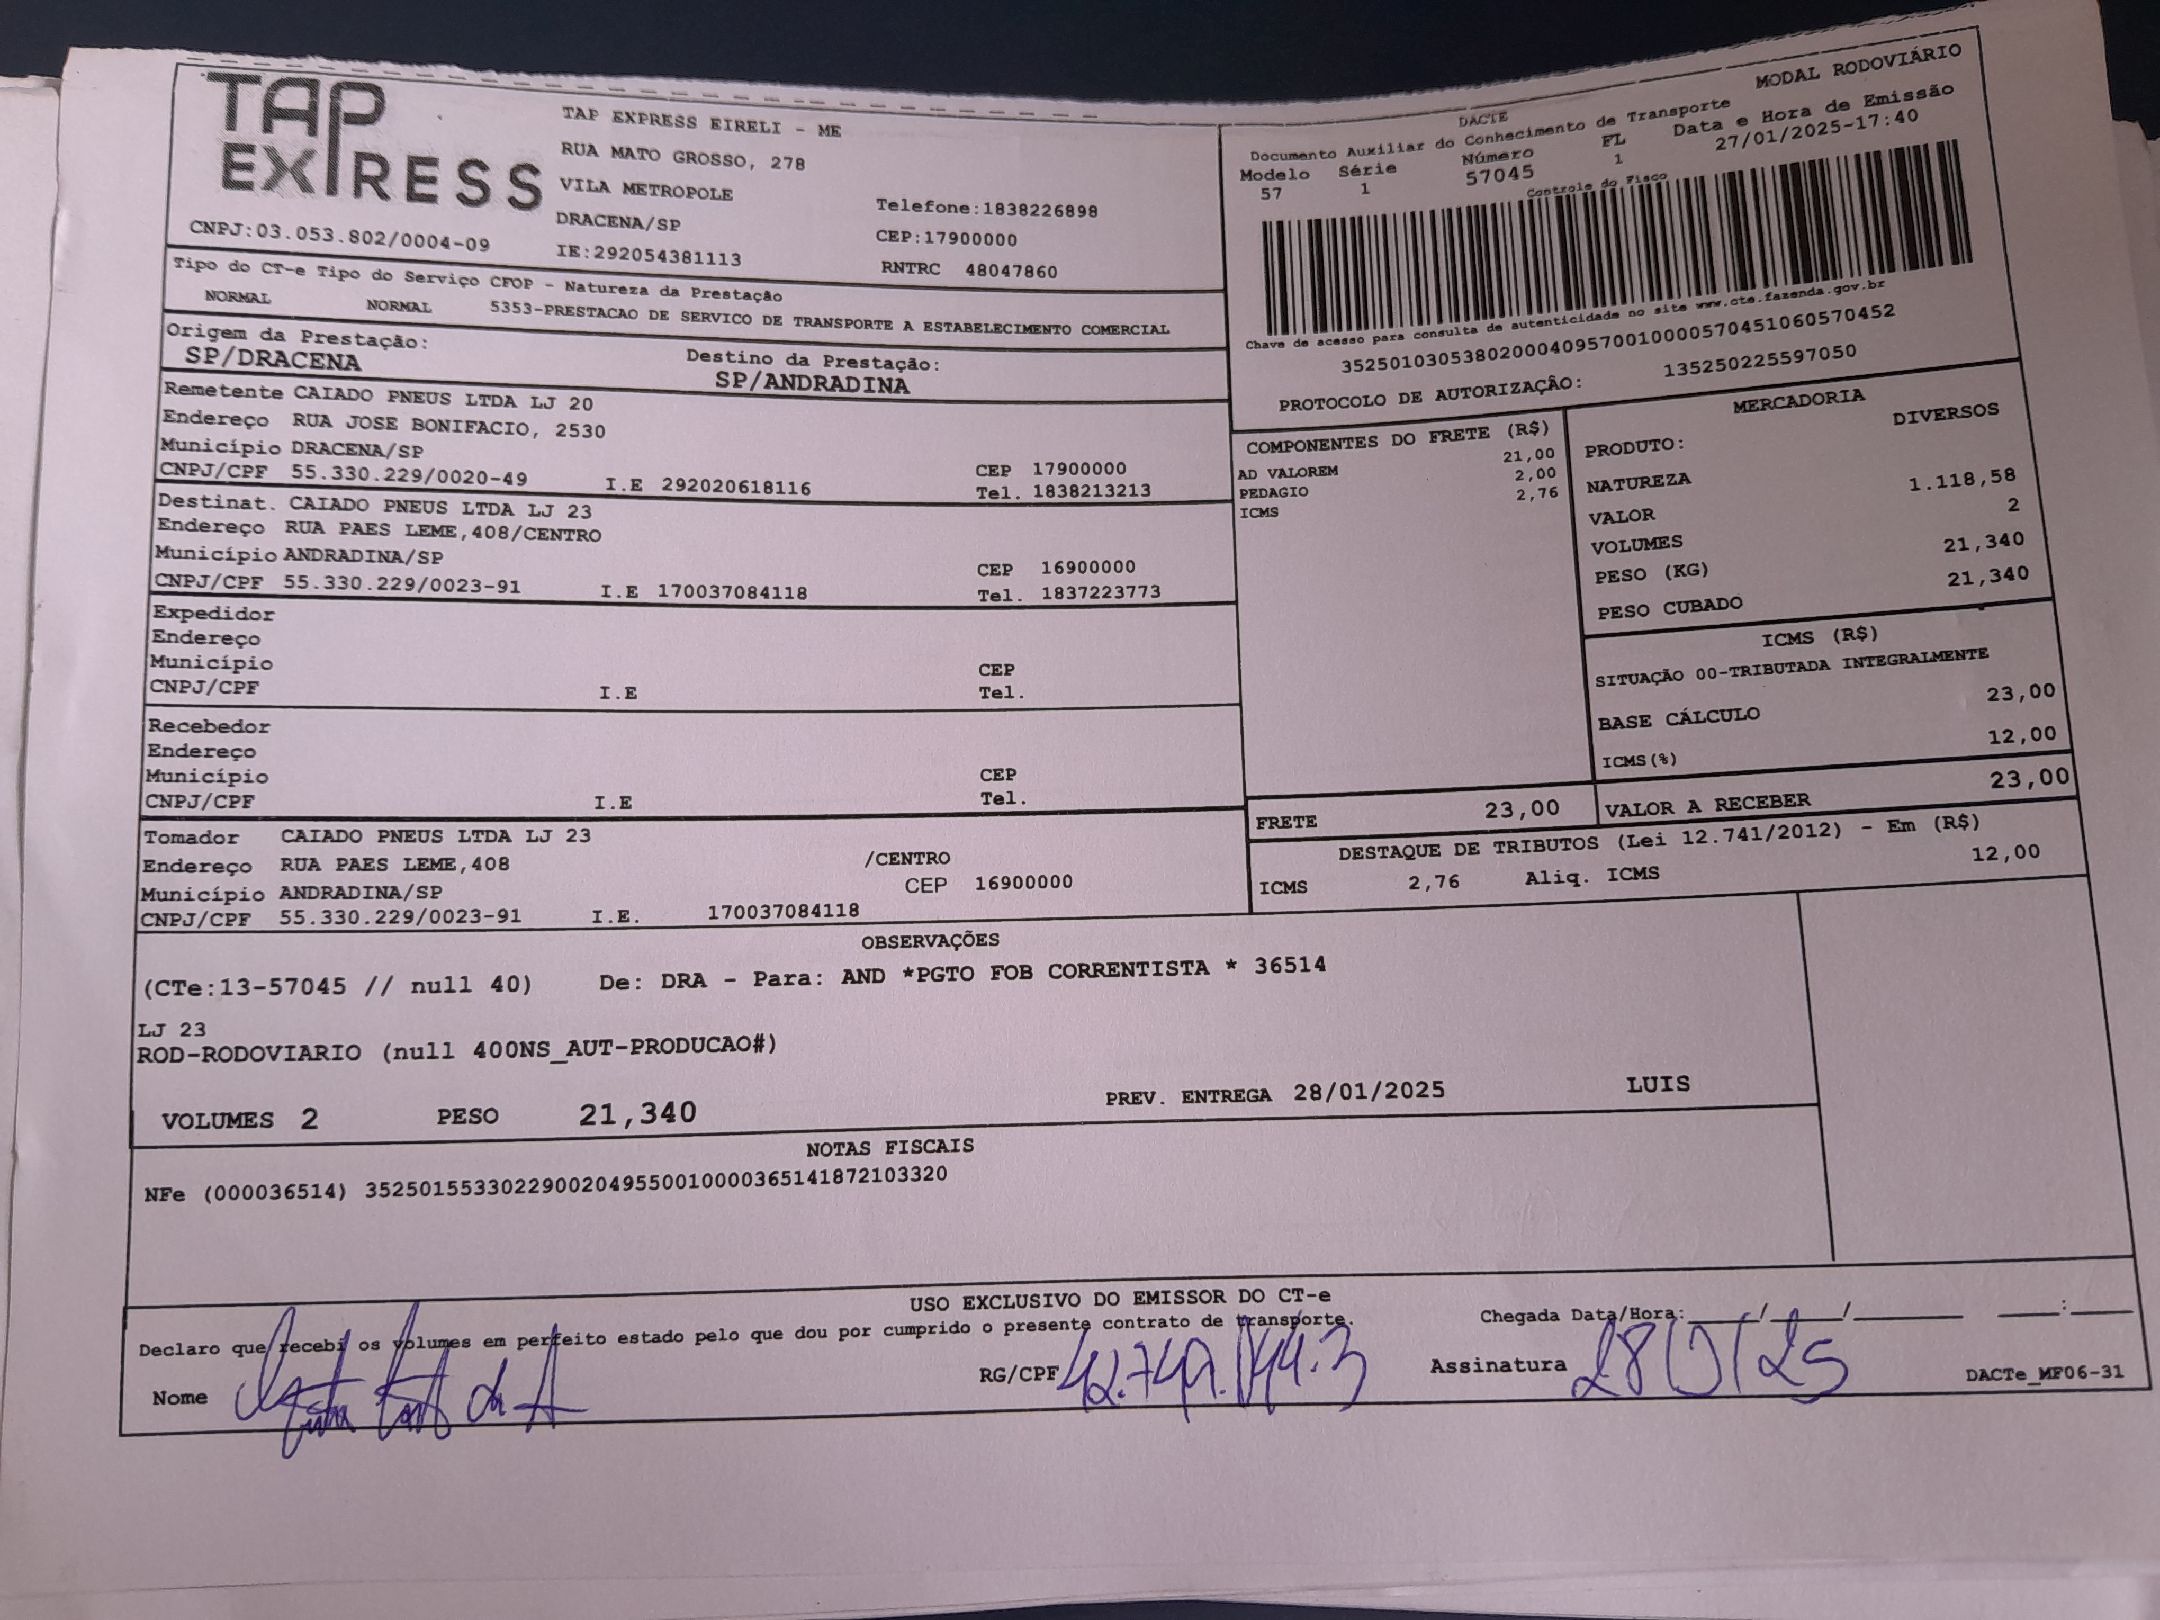 TAP
EXPRESS
TAP EXPRESS EIRELI - ME
RUA MATO GROSSO, 278
VILA METROPOLE
DRACENA/SP
IE:292054381113
Telefone:1838226898
CEP:17900000
RNTRC 48047860
CNPJ:03.053.802/0004-09
MODAL RODOVIÁRIO
DACTE
Documento Auxiliar do Conhecimento de Transporte
Modelo Série Número FL Data e Hora de Emissão
57 1 57045 1 27/01/2025-17:40
Controle do Fisco
Chave de acesso para consulta de autenticidade no site www.cte.fazenda.gov.br
35250103053802000409570010000570451060570452
PROTOCOLO DE AUTORIZAÇÃO: 135250225597050
Tipo do CT-e Tipo do Serviço CFOP - Natureza da Prestação
NORMAL NORMAL 5353-PRESTACAO DE SERVICO DE TRANSPORTE A ESTABELECIMENTO COMERCIAL
Origem da Prestação: Destino da Prestação:
SP/DRACENA SP/ANDRADINA
Remetente CAIADO PNEUS LTDA LJ 20
Endereço RUA JOSE BONIFACIO, 2530
Município DRACENA/SP CEP 17900000
CNPJ/CPF 55.330.229/0020-49 I.E 292020618116 Tel. 1838213213
Destinat. CAIADO PNEUS LTDA LJ 23
Endereço RUA PAES LEME,408/CENTRO
Município ANDRADINA/SP CEP 16900000
CNPJ/CPF 55.330.229/0023-91 I.E 170037084118 Tel. 1837223773
Expedidor
Endereço
Município CEP
CNPJ/CPF I.E Tel.
Recebedor
Endereço
Município CEP
CNPJ/CPF I.E Tel.
Tomador CAIADO PNEUS LTDA LJ 23
Endereço RUA PAES LEME,408 /CENTRO
Município ANDRADINA/SP CEP 16900000
CNPJ/CPF 55.330.229/0023-91 I.E. 170037084118
COMPONENTES DO FRETE (R$)
AD VALOREM 21,00
PEDAGIO 2,00
ICMS 2,76
MERCADORIA
PRODUTO: DIVERSOS
NATUREZA
VALOR 1.118,58
VOLUMES 2
PESO (KG) 21,340
PESO CUBADO 21,340
ICMS (R$)
SITUAÇÃO 00-TRIBUTADA INTEGRALMENTE
BASE CÁLCULO 23,00
ICMS(%) 12,00
FRETE 23,00 VALOR A RECEBER 23,00
DESTAQUE DE TRIBUTOS (Lei 12.741/2012) - Em (R$)
ICMS 2,76 Aliq. ICMS 12,00
OBSERVAÇÕES
(CTe:13-57045 // null 40) De: DRA - Para: AND *PGTO FOB CORRENTISTA * 36514
LJ 23
ROD-RODOVIARIO (null 400NS_AUT-PRODUCAO#)
VOLUMES 2 PESO 21,340 PREV. ENTREGA 28/01/2025 LUIS
NOTAS FISCAIS
NFe (000036514) 35250155330229002049550010000365141872103320
USO EXCLUSIVO DO EMISSOR DO CT-e
Declaro que recebi os volumes em perfeito estado pelo que dou por cumprido o presente contrato de transporte.
Chegada Data/Hora: ____/____/______ ____:____
Nome RG/CPF Assinatura 28/1/25
DACTe_MF06-31